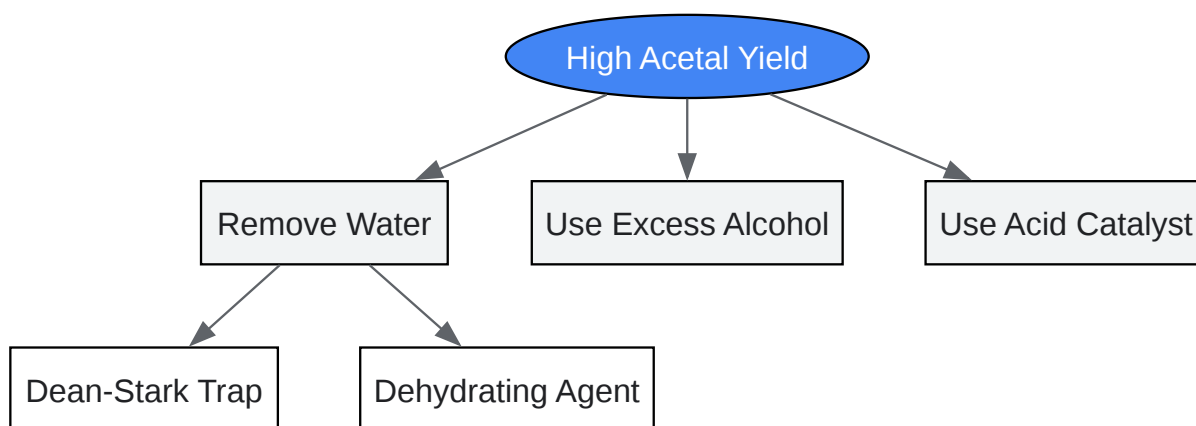 High Acetal Yield
Remove Water
Use Excess Alcohol
Use Acid Catalyst
Dean-Stark Trap
Dehydrating Agent